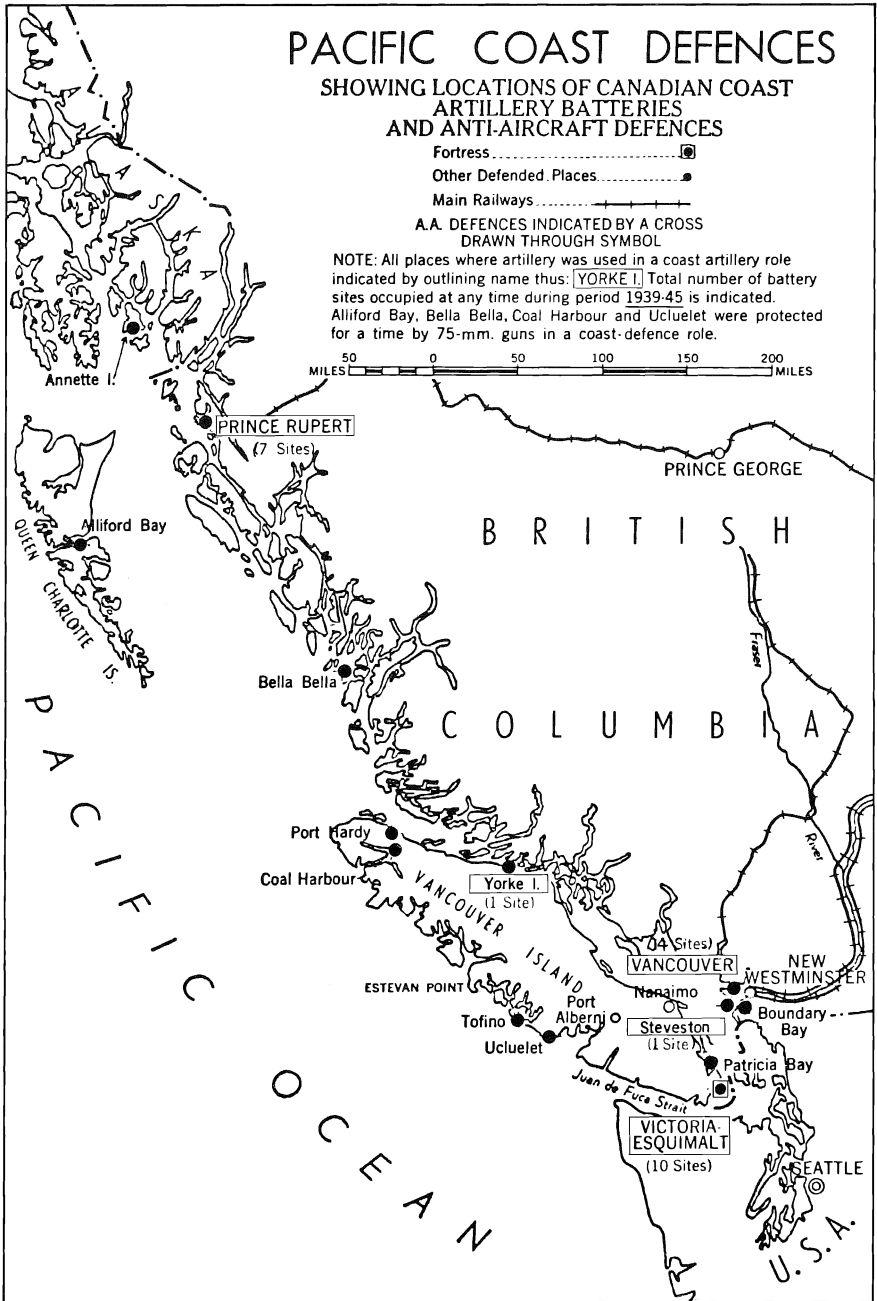 PACIFIC COAST DEFENCES
SHOWING LOCATIONS OF CANADIAN COAST
ARTILLERY BATTERIES
AND ANTI-AIRCRAFT DEFENCES
Fortress
Other Defended Places
Main Railways
A.A. DEFENCES INDICATED BY A CROSS
DRAWN THROUGH SYMBOL
NOTE: All places where artillery was used in a coast artillery role
indicated by outlining name thus: YORKE I. Total number of battery
sites occupied at any time during period 1939-45 is indicated.
Alliford Bay, Bella Bella, Coal Harbour and Ucluelet were protected
for a time by 75-mm. guns in a coast-defence role.
MILES 50 0 50 100 150 200 MILES
ALASKA
Annette I.
PRINCE RUPERT
(7 Sites)
PRINCE GEORGE
Alliford Bay
QUEEN CHARLOTTE IS.
BRITISH
COLUMBIA
Fraser
River
Bella Bella
PACIFIC OCEAN
Port Hardy
Coal Harbour
Yorke I.
(1 Site)
VANCOUVER ISLAND
(4 Sites)
VANCOUVER
NEW
WESTMINSTER
ESTEVAN POINT
Nanaimo
Port
Alberni
Boundary
Bay
Tofino
Steveston
(1 Site)
Ucluelet
Patricia Bay
Juan de Fuca Strait
VICTORIA-
ESQUIMALT
(10 Sites)
SEATTLE
U.S.A.